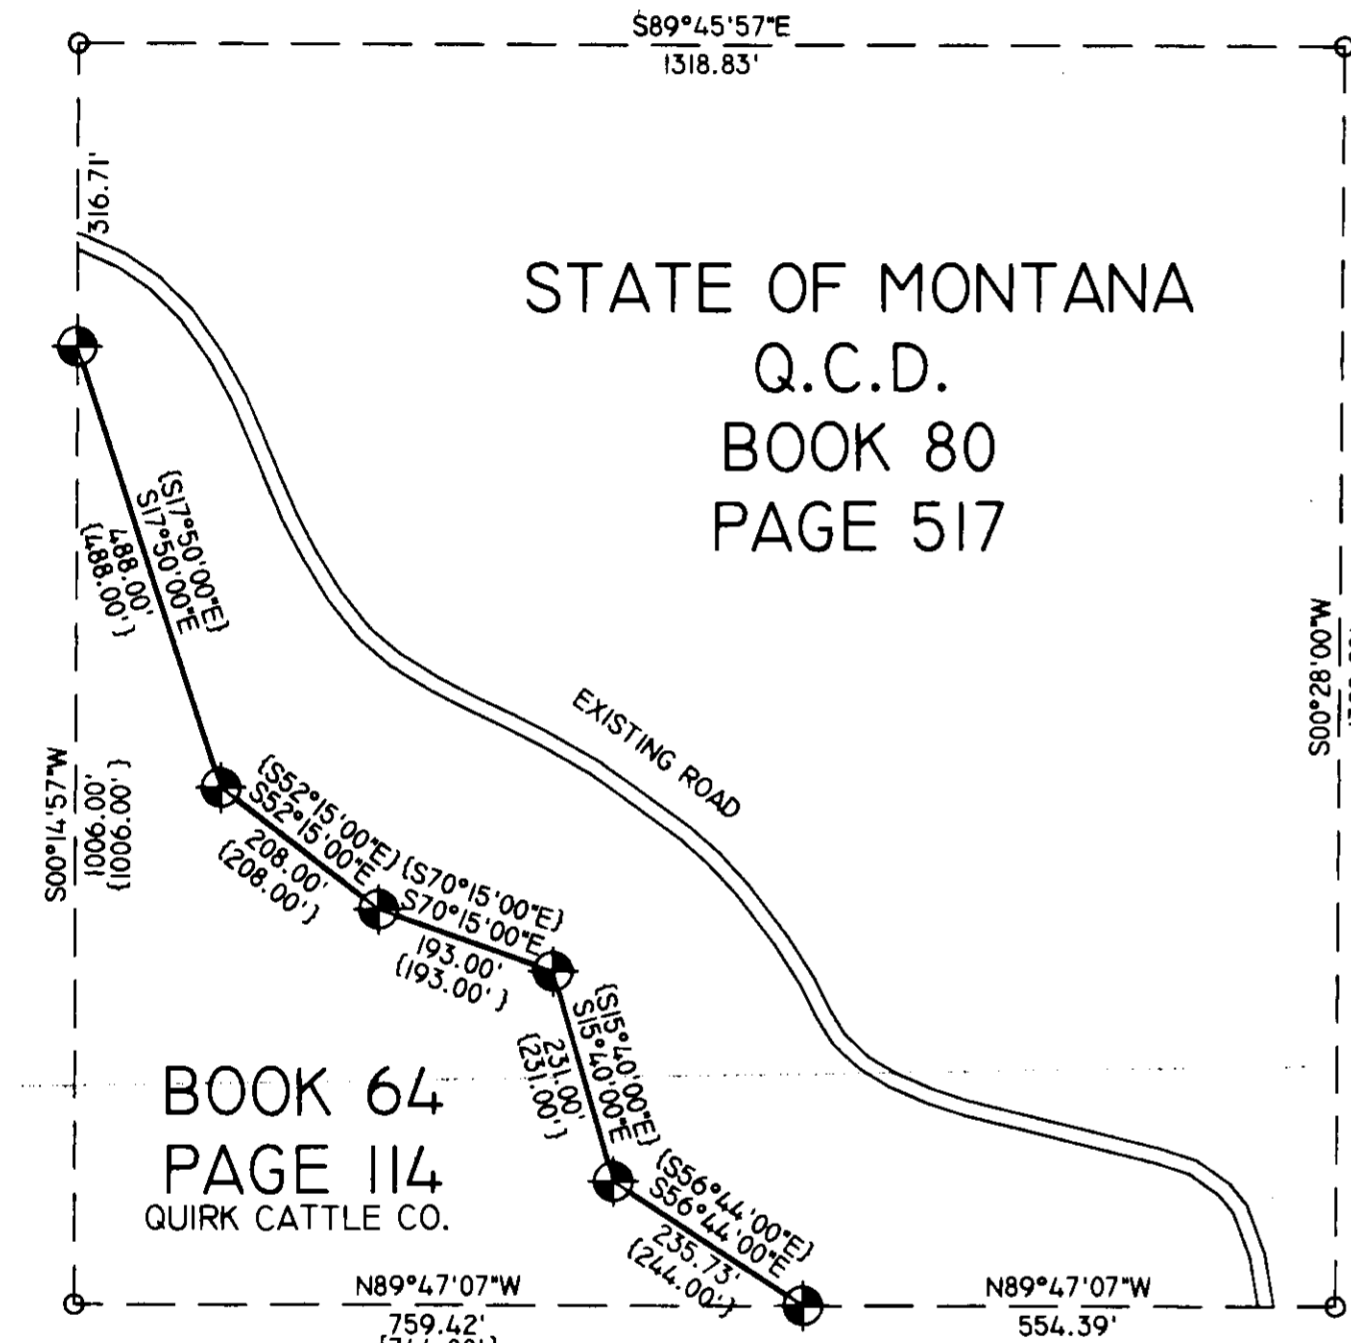 S89°45'57"E
1318.83'
316.71'
STATE OF MONTANA
Q.C.D.
BOOK 80
PAGE 517
{S17°50'00"E}
S17°50'00"E
488.00'
{488.00'}
S00°28'00"W
EXISTING ROAD
S00°14'57"W
1006.00'
{1006.00'}
{S52°15'00"E}
S52°15'00"E
208.00'
{208.00'}
{S70°15'00"E}
S70°15'00"E
193.00'
{193.00'}
{S15°40'00"E}
S15°40'00"E
231.00'
{231.00'}
BOOK 64
PAGE 114
QUIRK CATTLE CO.
{S56°44'00"E}
S56°44'00"E
235.73'
{244.00'}
N89°47'07"W
759.42'
N89°47'07"W
554.39'